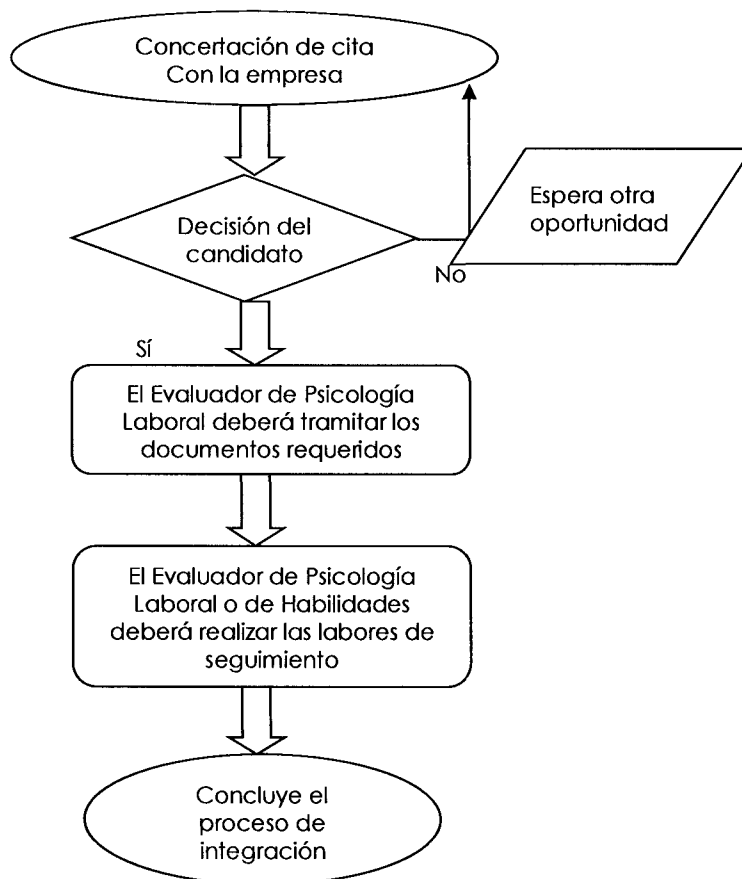 Concertación de cita
Con la empresa
Decisión del
candidato
Espera otra
oportunidad
No
Sí
El Evaluador de Psicología
Laboral deberá tramitar los
documentos requeridos
El Evaluador de Psicología
Laboral o de Habilidades
deberá realizar las labores de
seguimiento
Concluye el
proceso de
integración